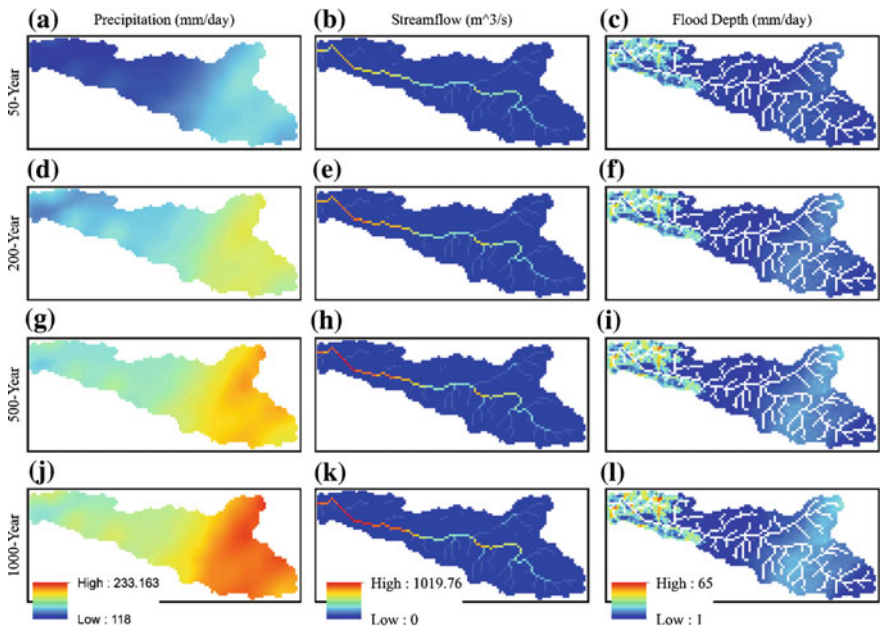 (a) Precipitation (mm/day) (b) Streamflow (m^3/s) (c) Flood Depth (mm/day)
50-Year
(d) (e) (f)
200-Year
(g) (h) (i)
500-Year
(j) (k) (l)
1000-Year
High : 233.163 High : 1019.76 High : 65
Low : 118 Low : 0 Low : 1